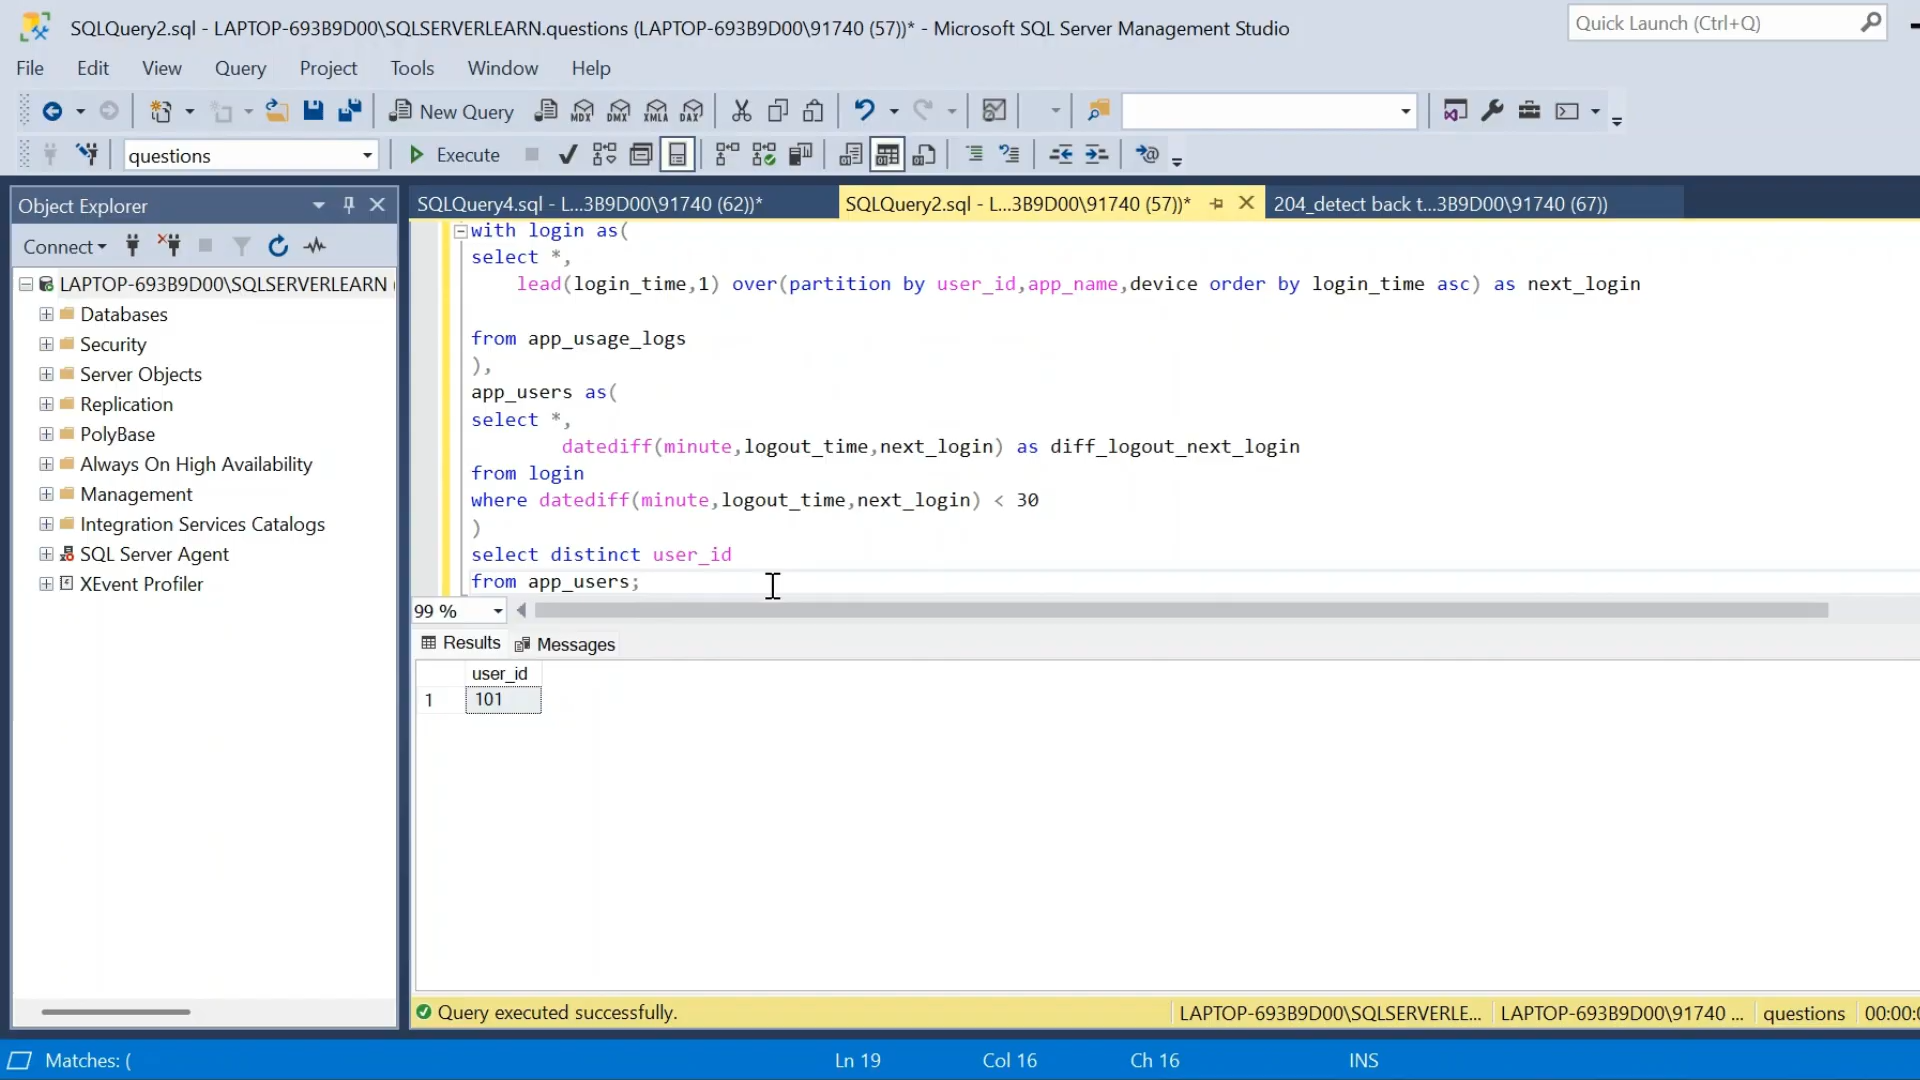 SQLQuery2.sql - LAPTOP-693B9D00\SQLSERVERLEARN.questions (LAPTOP-693B9D00\91740 (57))* - Microsoft SQL Server Management Studio
Quick Launch (Ctrl+Q)
File Edit View Query Project Tools Window Help
New Query MDX DMX XMLA DAX
questions Execute
Object Explorer
SQLQuery4.sql - L...3B9D00\91740 (62))* SQLQuery2.sql - L...3B9D00\91740 (57))* 204_detect back t...3B9D00\91740 (67))
Connect
LAPTOP-693B9D00\SQLSERVERLEARN (
Databases
Security
Server Objects
Replication
PolyBase
Always On High Availability
Management
Integration Services Catalogs
SQL Server Agent
XEvent Profiler
with login as(
select *,
lead(login_time,1) over(partition by user_id,app_name,device order by login_time asc) as next_login
from app_usage_logs
),
app_users as(
select *,
datediff(minute,logout_time,next_login) as diff_logout_next_login
from login
where datediff(minute,logout_time,next_login) < 30
)
select distinct user_id
from app_users;
99 %
Results Messages
user_id
1 101
Query executed successfully. LAPTOP-693B9D00\SQLSERVERLE... LAPTOP-693B9D00\91740 ... questions 00:00:0
Matches: ( Ln 19 Col 16 Ch 16 INS